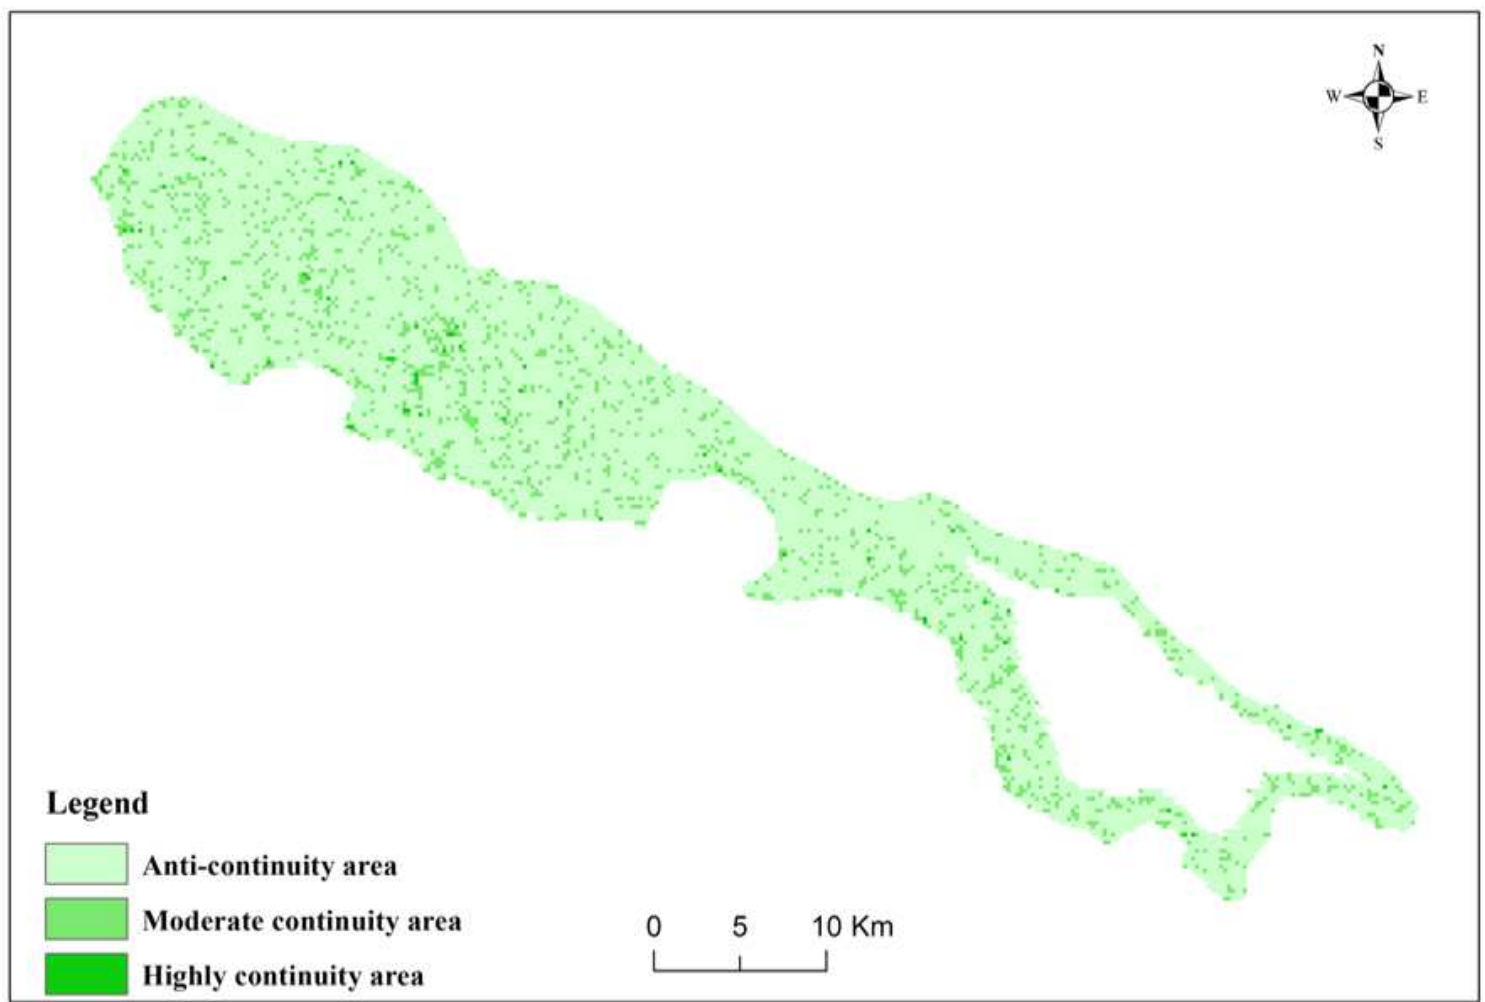 N
W E
S
Legend
Anti-continuity area
Moderate continuity area
Highly continuity area
0 5 10 Km